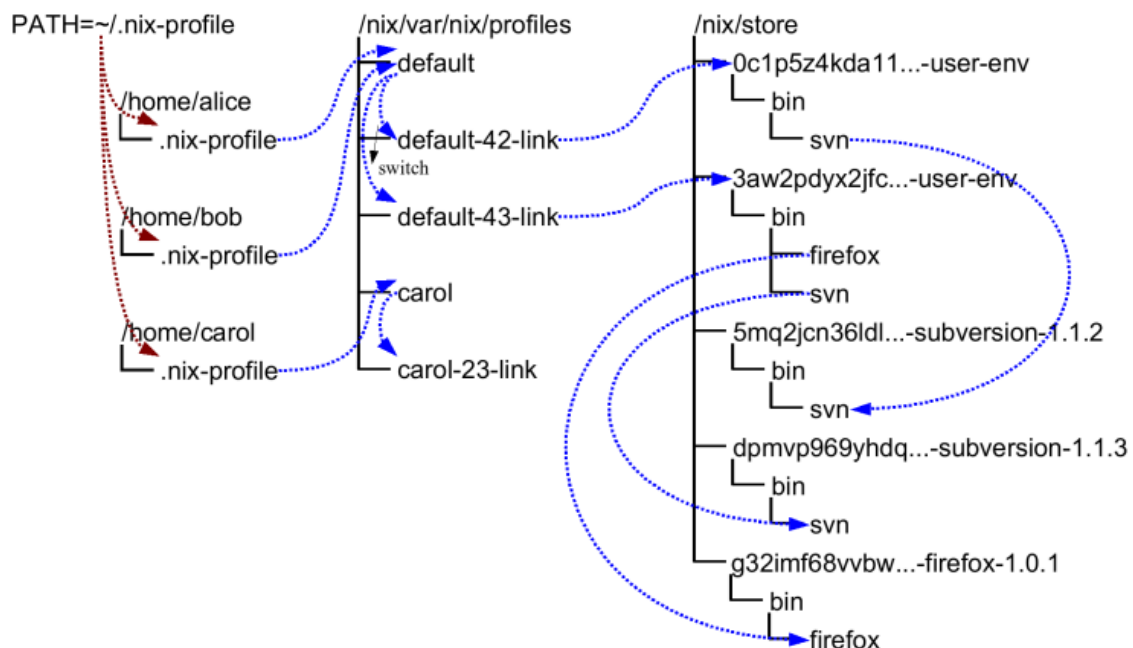 PATH=~/.nix-profile
/home/alice
.nix-profile
/home/bob
.nix-profile
/home/carol
.nix-profile
/nix/var/nix/profiles
default
default-42-link
switch
default-43-link
carol
carol-23-link
/nix/store
0c1p5z4kda11...-user-env
bin
svn
3aw2pdyx2jfc...-user-env
bin
firefox
svn
5mq2jcn36ldl...-subversion-1.1.2
bin
svn
dpmvp969yhdq...-subversion-1.1.3
bin
svn
g32imf68vvbw...-firefox-1.0.1
bin
firefox